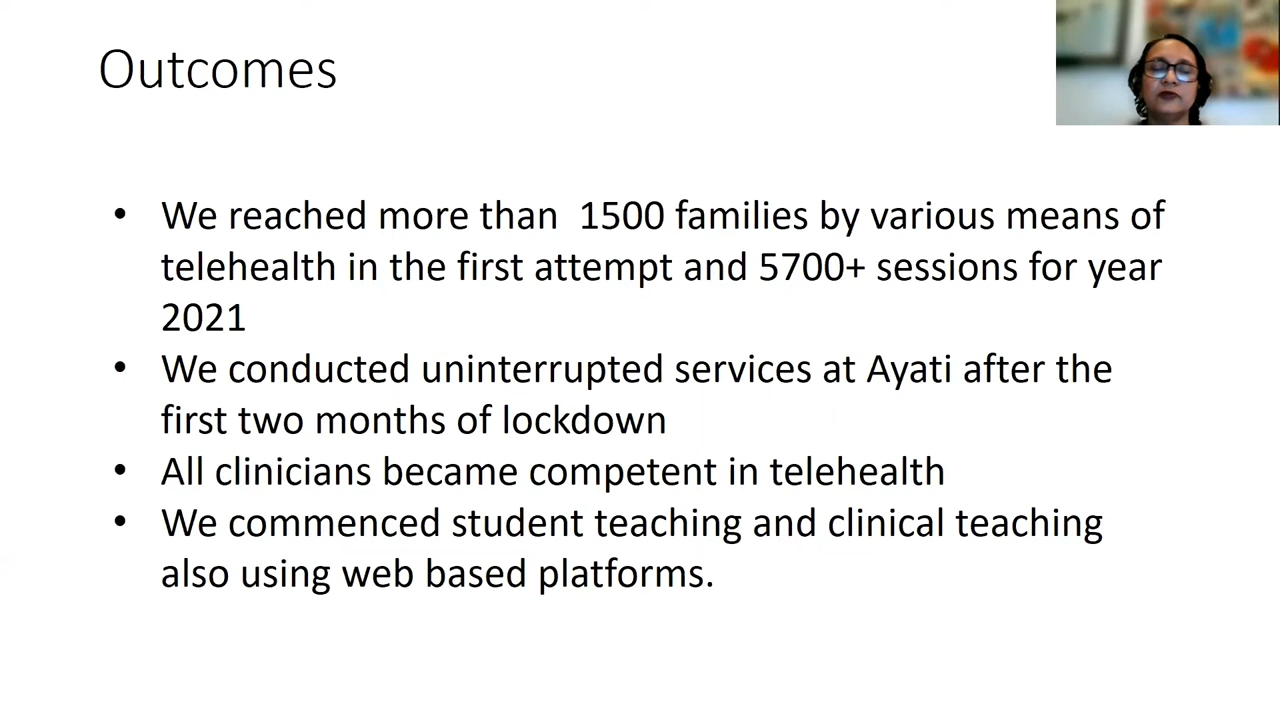 Outcomes
• We reached more than  1500 families by various means of
telehealth in the first attempt and 5700+ sessions for year
2021
• We conducted uninterrupted services at Ayati after the
first two months of lockdown
• All clinicians became competent in telehealth
• We commenced student teaching and clinical teaching
also using web based platforms.